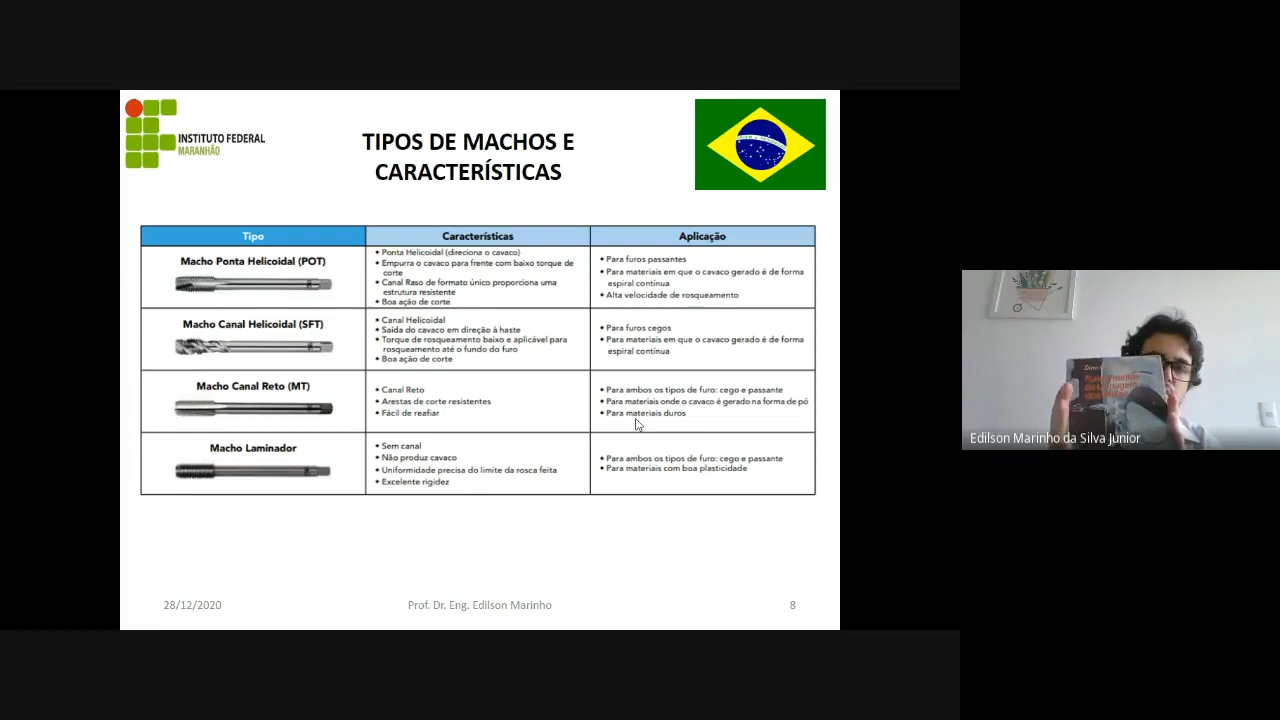 INSTITUTO FEDERAL
MARANHÃO
TIPOS DE MACHOS E
CARACTERÍSTICAS
Tipo
Características
Aplicação
Macho Ponta Helicoidal (POT)
• Ponta Helicoidal (direciona o cavaco)
• Empurra o cavaco para frente com baixo torque de
corte
• Canal Raso de formato único proporciona uma
estrutura resistente
• Boa ação de corte
• Para furos passantes
• Para materiais em que o cavaco gerado é de forma
espiral contínua
• Alta velocidade de rosqueamento
Macho Canal Helicoidal (SFT)
• Canal Helicoidal
• Saída do cavaco em direção à haste
• Torque de rosqueamento baixo e aplicável para
rosqueamento até o fundo do furo
• Boa ação de corte
• Para furos cegos
• Para materiais em que o cavaco gerado é de forma
espiral contínua
Macho Canal Reto (MT)
• Canal Reto
• Arestas de corte resistentes
• Fácil de reafiar
• Para ambos os tipos de furo: cego e passante
• Para materiais onde o cavaco é gerado na forma de pó
• Para materiais duros
Macho Laminador
• Sem canal
• Não produz cavaco
• Uniformidade precisa do limite da rosca feita
• Excelente rigidez
• Para ambos os tipos de furo: cego e passante
• Para materiais com boa plasticidade
28/12/2020
Prof. Dr. Eng. Edilson Marinho
8
Edilson Marinho da Silva Junior